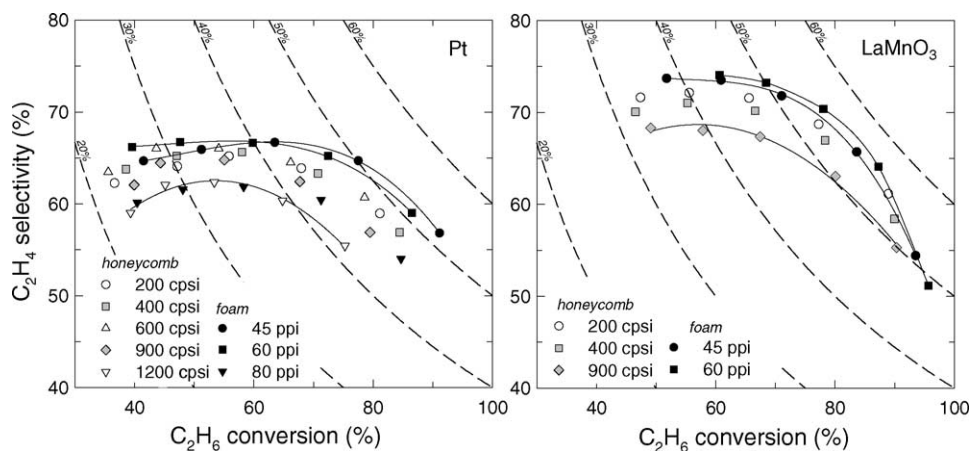 80
70
60
50
40
C₂H₄ selectivity (%)
20%
30%
40%
50%
60%
Pt
honeycomb
200 cpsi
400 cpsi
600 cpsi
900 cpsi
1200 cpsi
foam
45 ppi
60 ppi
80 ppi
40 60 80 100
C₂H₆ conversion (%)
80
70
60
50
40
20%
30%
40%
50%
60%
LaMnO₃
honeycomb
200 cpsi
400 cpsi
900 cpsi
foam
45 ppi
60 ppi
40 60 80 100
C₂H₆ conversion (%)